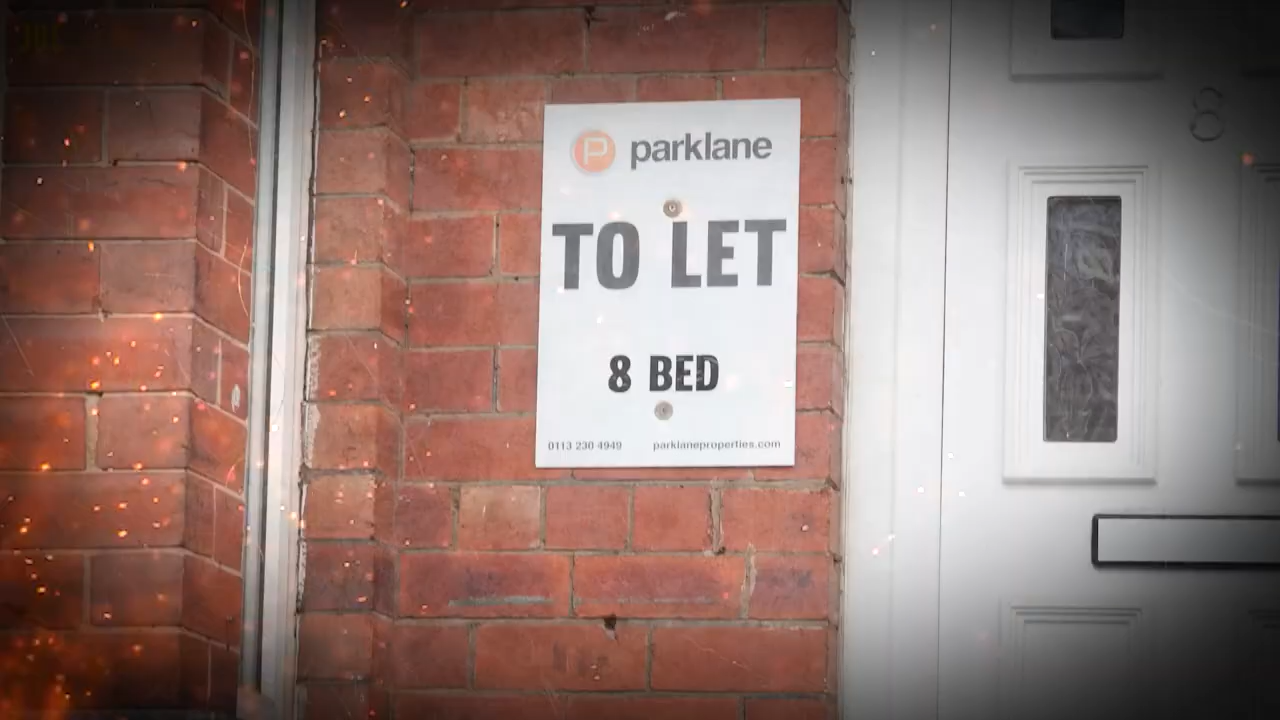 P parklane
TO LET
8 BED
0113 230 4949 parklaneproperties.com
8